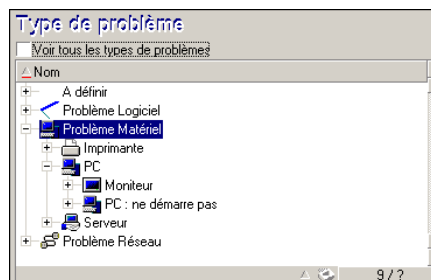 Type de problème
Voir tous les types de problèmes
Nom
A définir
Problème Logiciel
Problème Matériel
Imprimante
PC
Moniteur
PC : ne démarre pas
Serveur
Problème Réseau
9 / ?